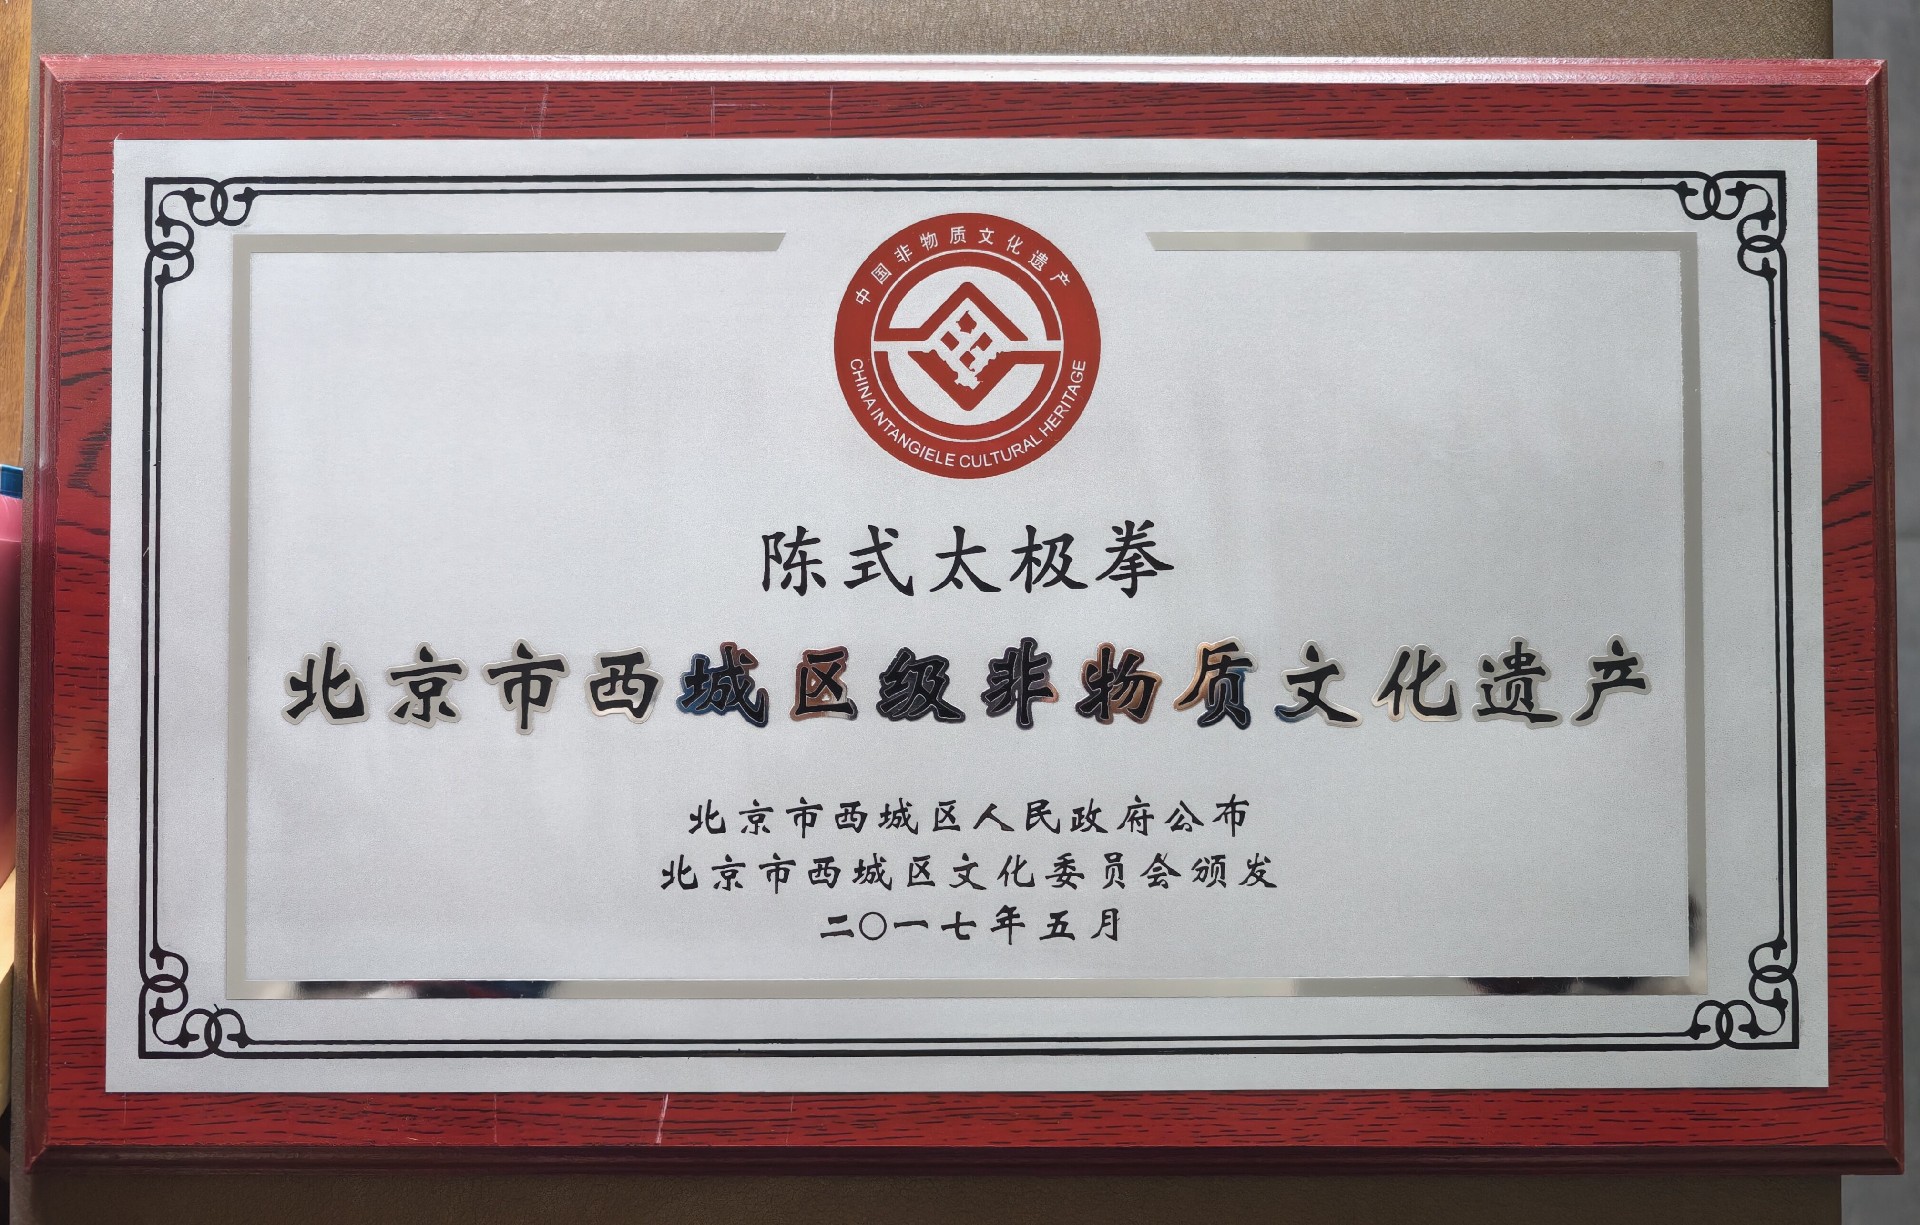 中国非物质文化遗产
CHINA INTANGIELE CULTURAL HERITAGE
陈式太极拳
北京市西城区级非物质文化遗产
北京市西城区人民政府公布
北京市西城区文化委员会颁发
二〇一七年五月